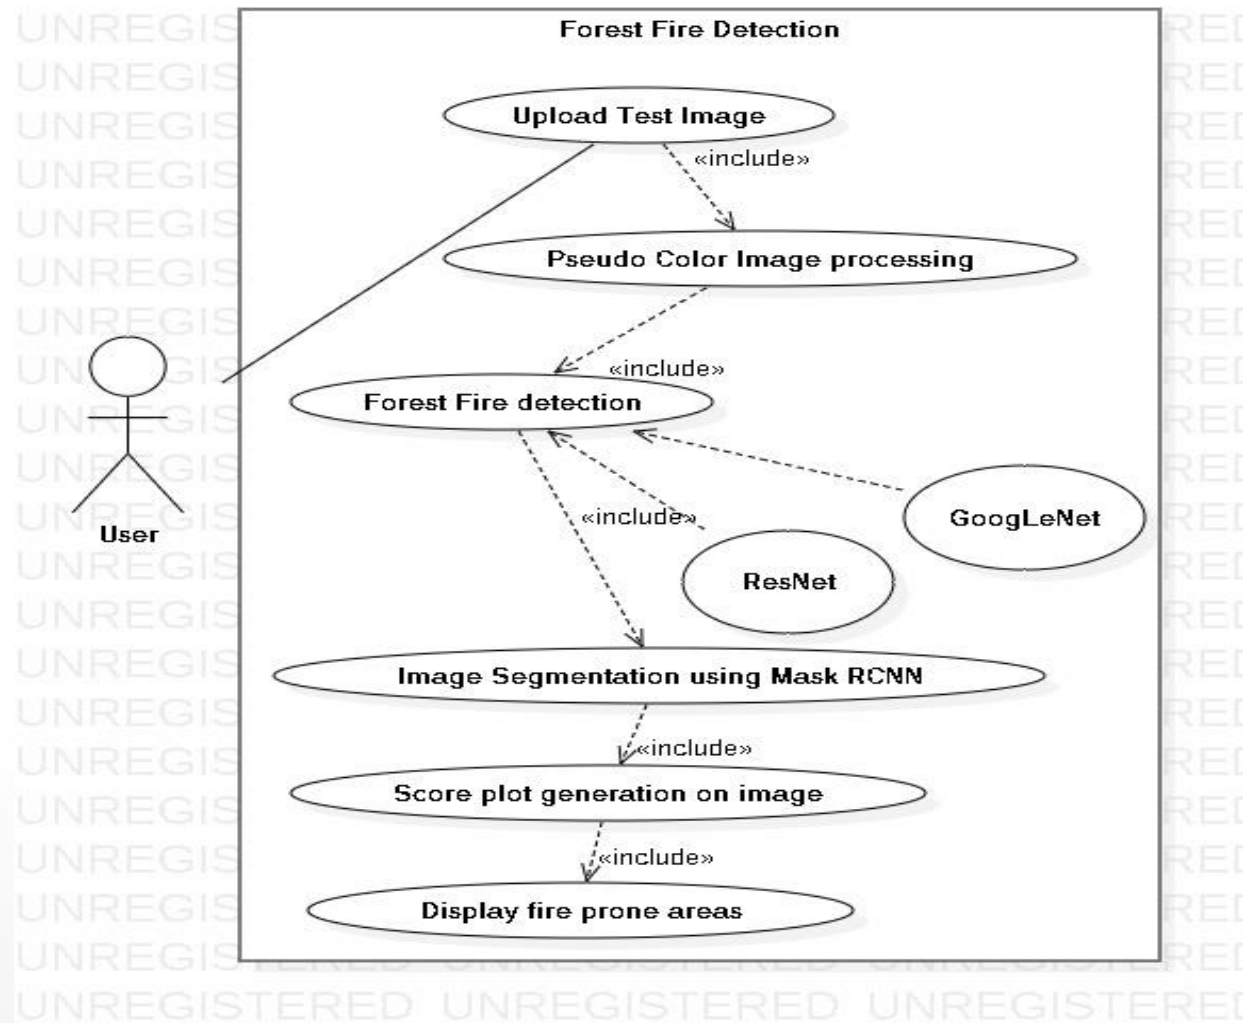 Forest Fire Detection
Upload Test Image
«include»
Pseudo Color Image processing
«include»
Forest Fire detection
«include»
GoogLeNet
User
ResNet
Image Segmentation using Mask RCNN
«include»
Score plot generation on image
«include»
Display fire prone areas
UNREGISTERED UNREGISTERED UNREGISTERED